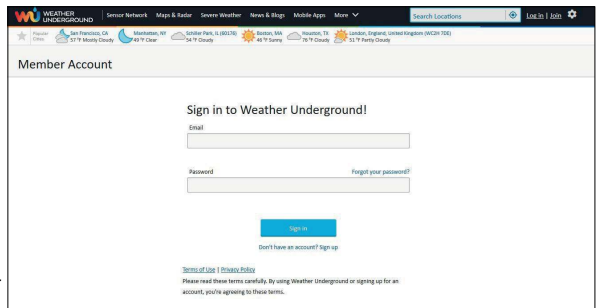 WEATHER
UNDERGROUND
Sensor Network Maps & Radar Severe Weather News & Blogs Mobile Apps More Search Locations Log in | Join
Popular
Cities
San Francisco, CA
57 °F Mostly Cloudy
Manhattan, NY
49 °F Clear
Schiller Park, IL (60176)
54 °F Cloudy
Boston, MA
46 °F Sunny
Houston, TX
76 °F Cloudy
London, England, United Kingdom (WC2N 7DE)
51 °F Partly Cloudy
Member Account
Sign in to Weather Underground!
Email
Password Forgot your password?
Sign in
Don't have an account? Sign up
Terms of Use | Privacy Policy
Please read these terms carefully. By using Weather Underground or signing up for an
account, you're agreeing to these terms.